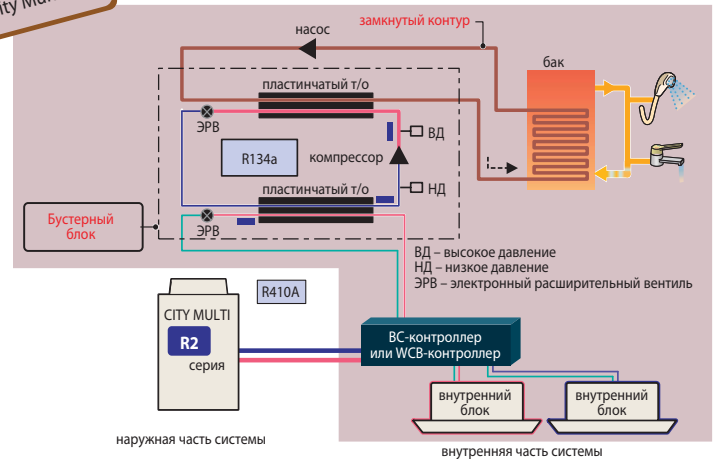 City Mul
насос
замкнутый контур
бак
пластинчатый т/о
ЭРВ
ВД
R134a
компрессор
пластинчатый т/о
НД
Бустерный
блок
ЭРВ
ВД – высокое давление
НД – низкое давление
ЭРВ – электронный расширительный вентиль
R410A
CITY MULTI
R2
серия
ВС-контроллер
или WCB-контроллер
внутренний
блок
внутренний
блок
наружная часть системы
внутренняя часть системы